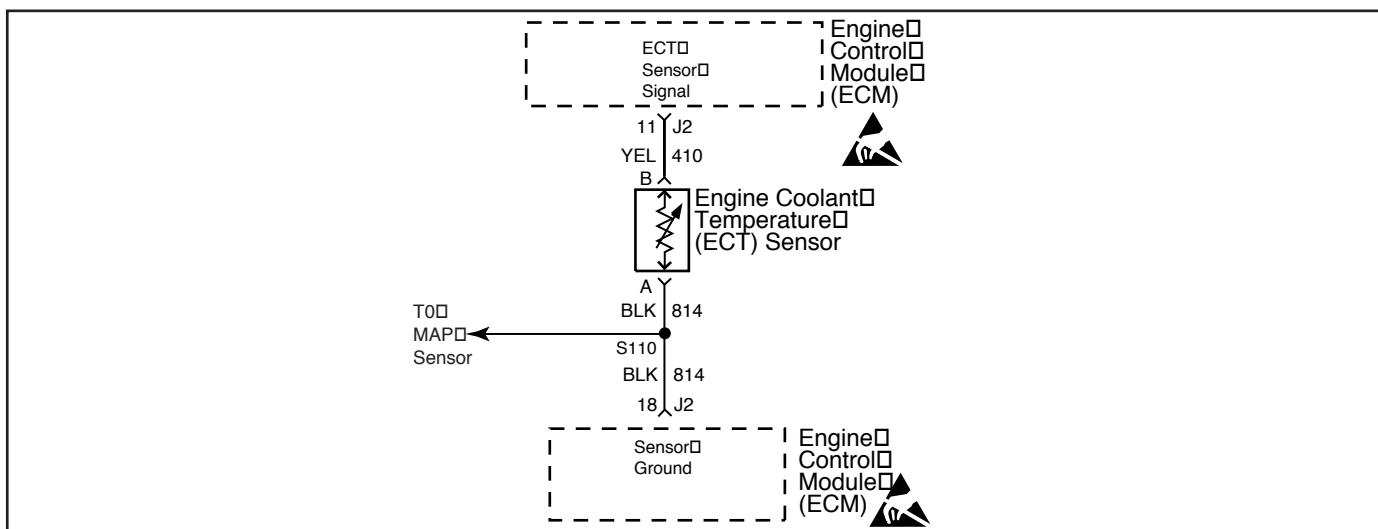 ECT
Sensor
Signal
Engine
Control
Module
(ECM)
11 J2
YEL 410
B
Engine Coolant
Temperature
(ECT) Sensor
A
BLK 814
T0
MAP
Sensor
S110
BLK 814
18 J2
Sensor
Ground
Engine
Control
Module
(ECM)